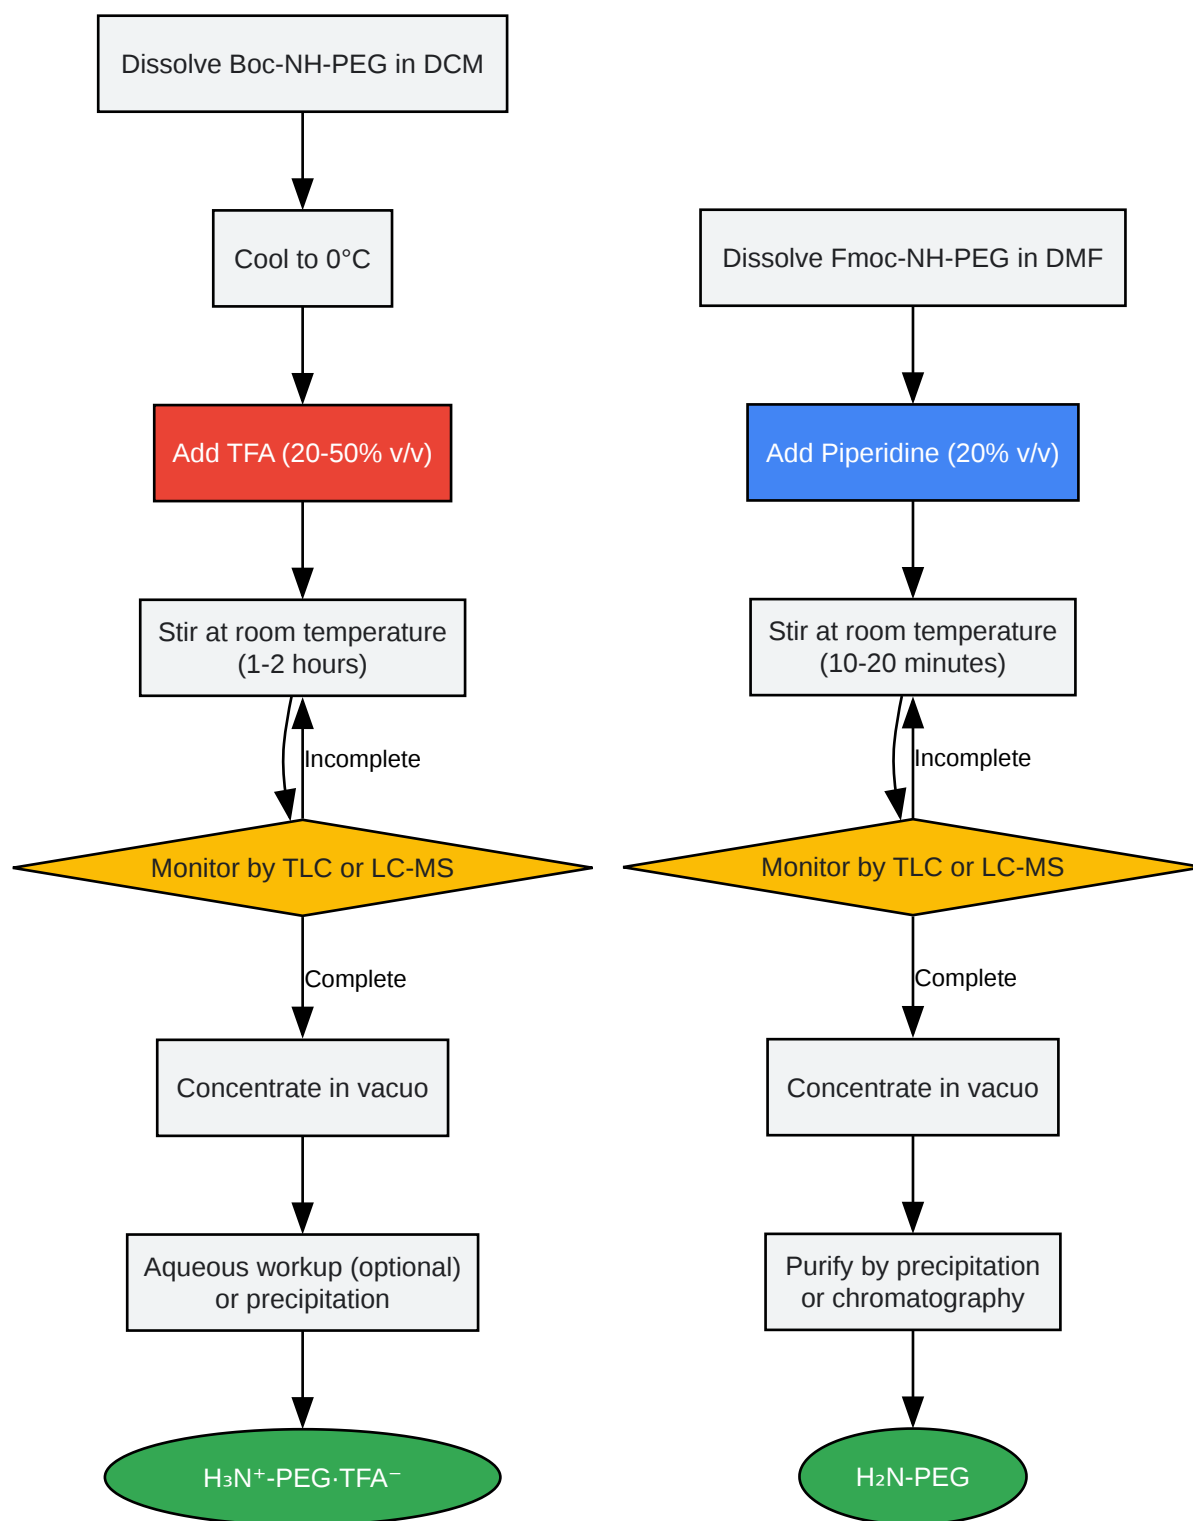 Dissolve Boc-NH-PEG in DCM
Cool to 0°C
Add TFA (20-50% v/v)
Stir at room temperature
(1-2 hours)
Incomplete
Monitor by TLC or LC-MS
Complete
Concentrate in vacuo
Aqueous workup (optional)
or precipitation
H₃N⁺-PEG·TFA⁻
Dissolve Fmoc-NH-PEG in DMF
Add Piperidine (20% v/v)
Stir at room temperature
(10-20 minutes)
Incomplete
Monitor by TLC or LC-MS
Complete
Concentrate in vacuo
Purify by precipitation
or chromatography
H₂N-PEG